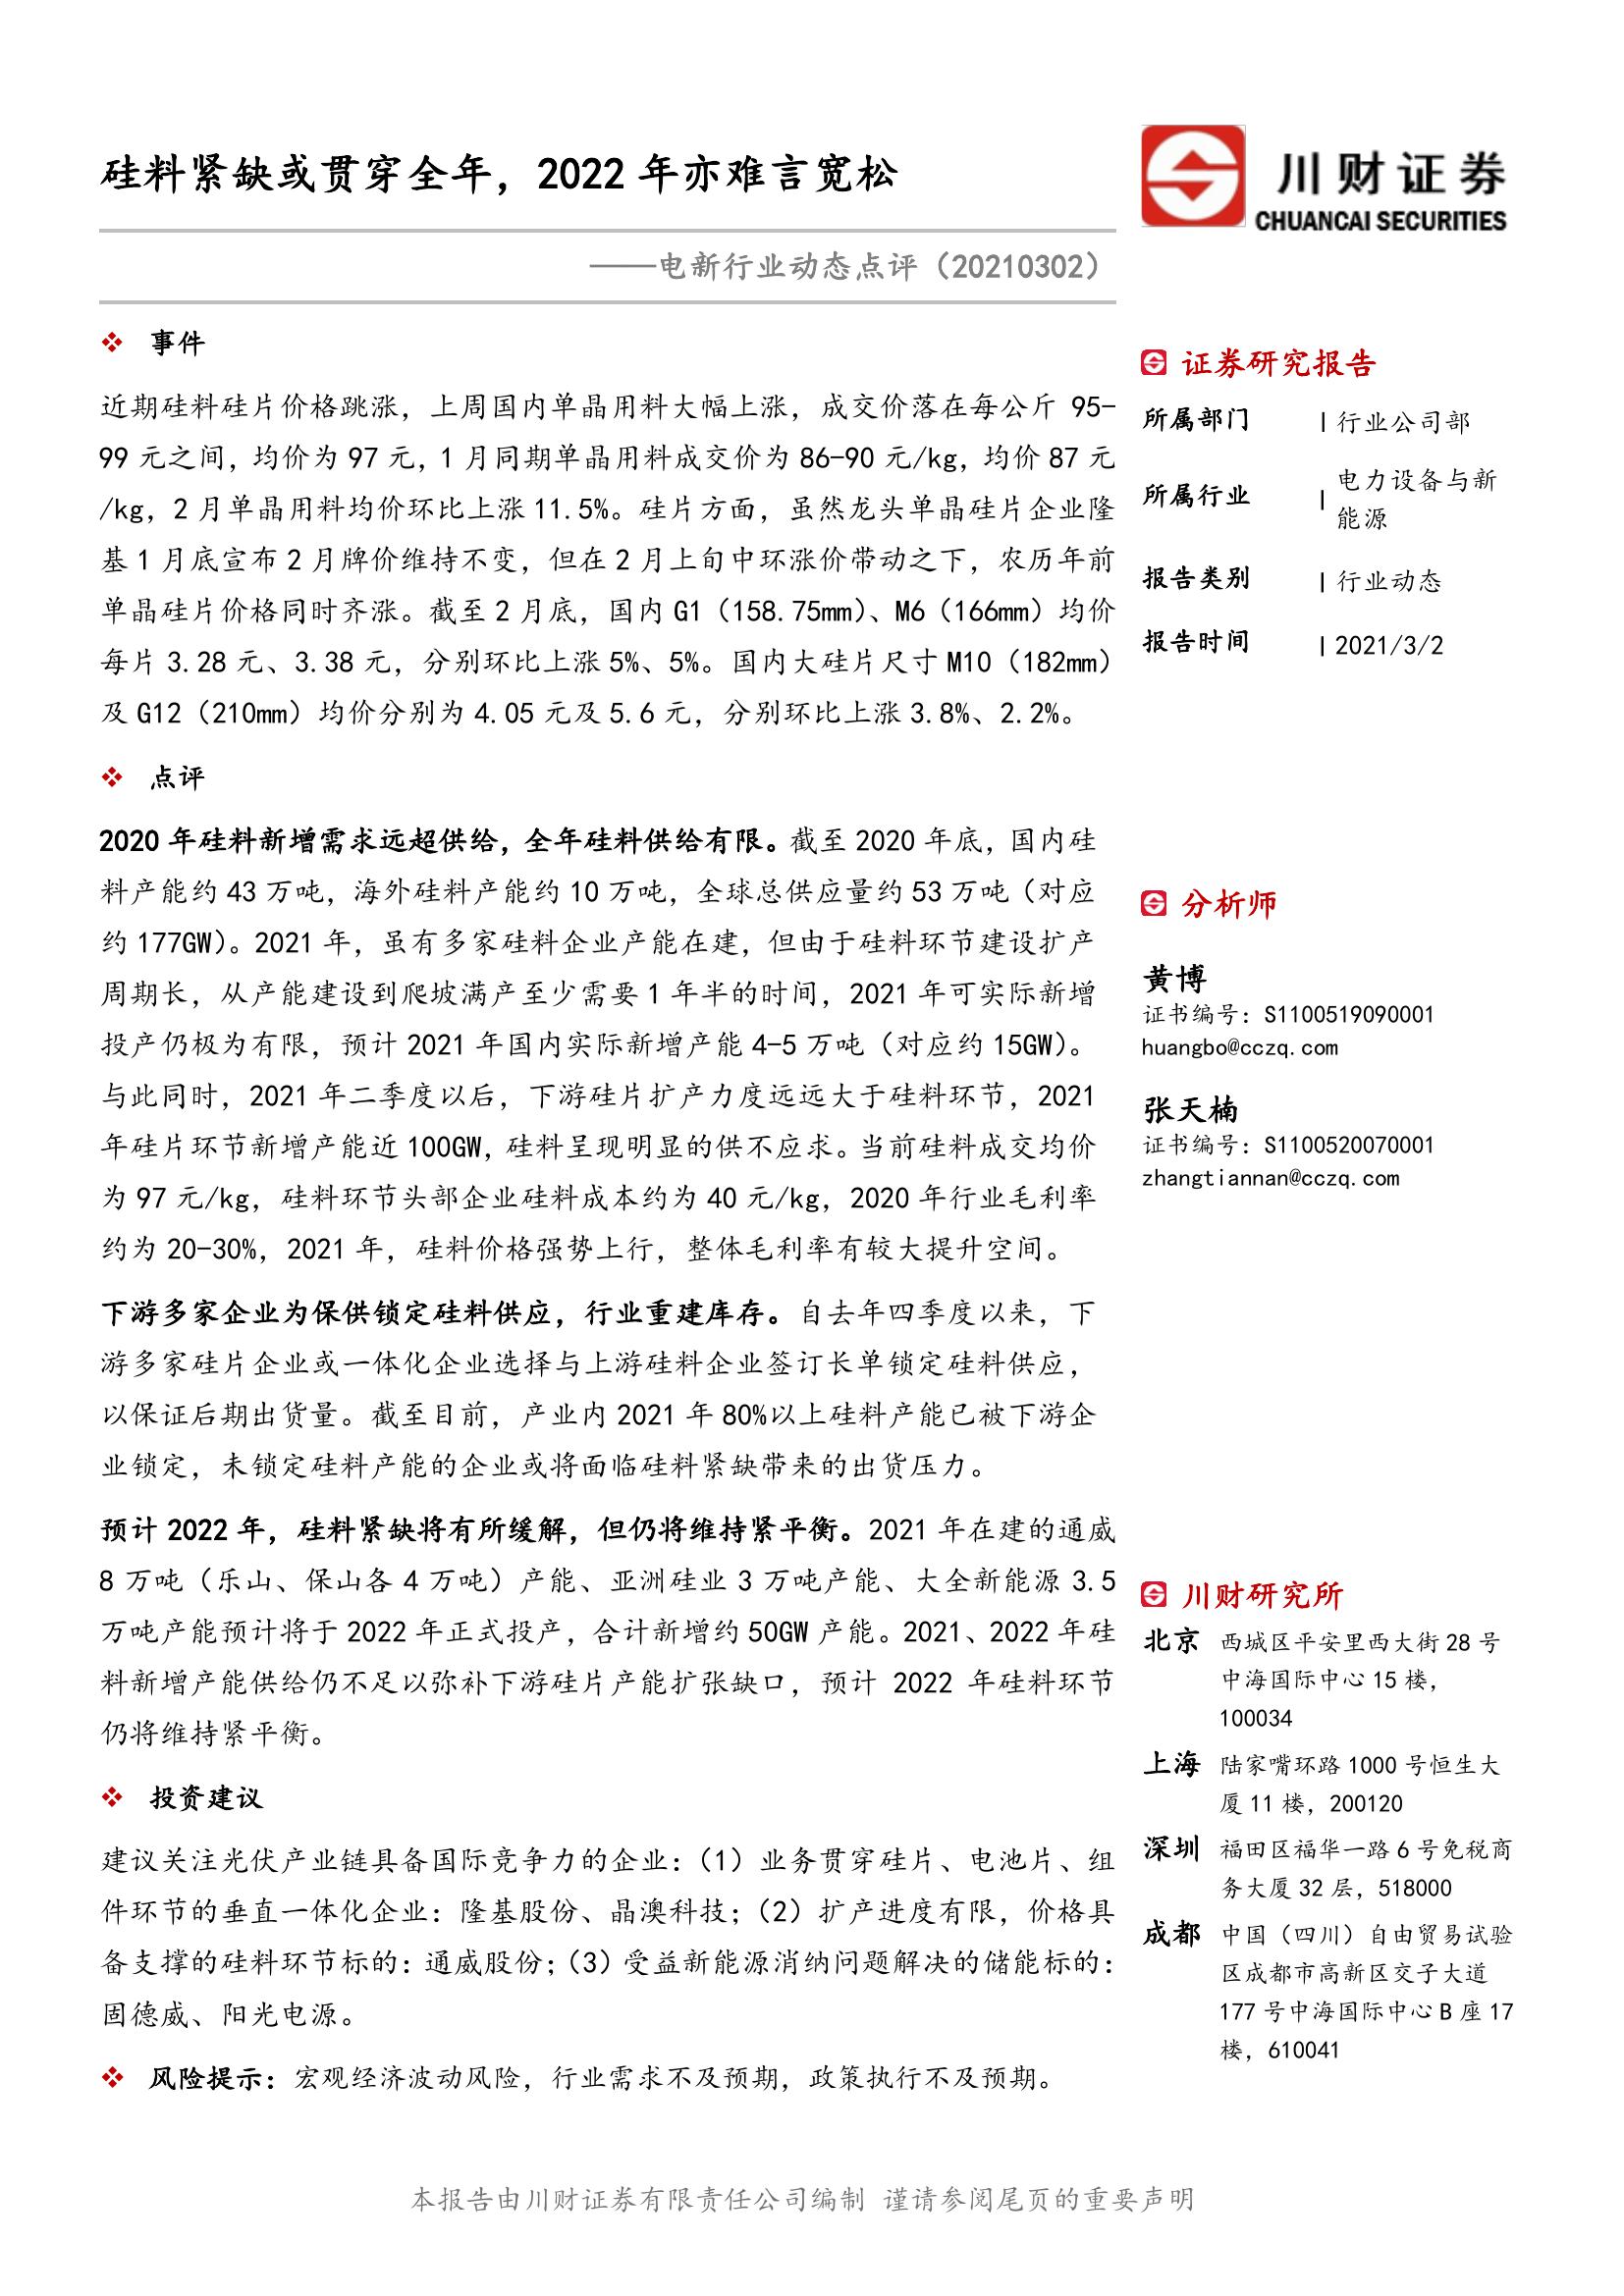 硅料紧缺或贯穿全年，2022 年亦难言宽松
川财证券
CHUANCAI SECURITIES
——电新行业动态点评（20210302）
❖ 事件
近期硅料硅片价格跳涨，上周国内单晶用料大幅上涨，成交价落在每公斤 95-
99 元之间，均价为 97 元，1 月同期单晶用料成交价为 86-90 元/kg，均价 87 元
/kg，2 月单晶用料均价环比上涨 11.5%。硅片方面，虽然龙头单晶硅片企业隆
基 1 月底宣布 2 月牌价维持不变，但在 2 月上旬中环涨价带动之下，农历年前
单晶硅片价格同时齐涨。截至 2 月底，国内 G1（158.75mm）、M6（166mm）均价
每片 3.28 元、3.38 元，分别环比上涨 5%、5%。国内大硅片尺寸 M10（182mm）
及 G12（210mm）均价分别为 4.05 元及 5.6 元，分别环比上涨 3.8%、2.2%。
❖ 点评
2020 年硅料新增需求远超供给，全年硅料供给有限。截至 2020 年底，国内硅
料产能约 43 万吨，海外硅料产能约 10 万吨，全球总供应量约 53 万吨（对应
约 177GW）。2021 年，虽有多家硅料企业产能在建，但由于硅料环节建设扩产
周期长，从产能建设到爬坡满产至少需要 1 年半的时间，2021 年可实际新增
投产仍极为有限，预计 2021 年国内实际新增产能 4-5 万吨（对应约 15GW）。
与此同时，2021 年二季度以后，下游硅片扩产力度远远大于硅料环节，2021
年硅片环节新增产能近 100GW，硅料呈现明显的供不应求。当前硅料成交均价
为 97 元/kg，硅料环节头部企业硅料成本约为 40 元/kg，2020 年行业毛利率
约为 20-30%，2021 年，硅料价格强势上行，整体毛利率有较大提升空间。
下游多家企业为保供锁定硅料供应，行业重建库存。自去年四季度以来，下
游多家硅片企业或一体化企业选择与上游硅料企业签订长单锁定硅料供应，
以保证后期出货量。截至目前，产业内 2021 年 80%以上硅料产能已被下游企
业锁定，未锁定硅料产能的企业或将面临硅料紧缺带来的出货压力。
预计 2022 年，硅料紧缺将有所缓解，但仍将维持紧平衡。2021 年在建的通威
8 万吨（乐山、保山各 4 万吨）产能、亚洲硅业 3 万吨产能、大全新能源 3.5
万吨产能预计将于 2022 年正式投产，合计新增约 50GW 产能。2021、2022 年硅
料新增产能供给仍不足以弥补下游硅片产能扩张缺口，预计 2022 年硅料环节
仍将维持紧平衡。
❖ 投资建议
建议关注光伏产业链具备国际竞争力的企业：（1）业务贯穿硅片、电池片、组
件环节的垂直一体化企业：隆基股份、晶澳科技；（2）扩产进度有限，价格具
备支撑的硅料环节标的：通威股份；（3）受益新能源消纳问题解决的储能标的：
固德威、阳光电源。
❖ 风险提示：宏观经济波动风险，行业需求不及预期，政策执行不及预期。
证券研究报告
所属部门 | 行业公司部
所属行业 | 电力设备与新
能源
报告类别 | 行业动态
报告时间 | 2021/3/2
分析师
黄博
证书编号：S1100519090001
huangbo@cczq.com
张天楠
证书编号：S1100520070001
zhangtiannan@cczq.com
川财研究所
北京 西城区平安里西大街 28 号
中海国际中心 15 楼，
100034
上海 陆家嘴环路 1000 号恒生大
厦 11 楼，200120
深圳 福田区福华一路 6 号免税商
务大厦 32 层，518000
成都 中国（四川）自由贸易试验
区成都市高新区交子大道
177 号中海国际中心 B 座 17
楼，610041
本报告由川财证券有限责任公司编制 谨请参阅尾页的重要声明